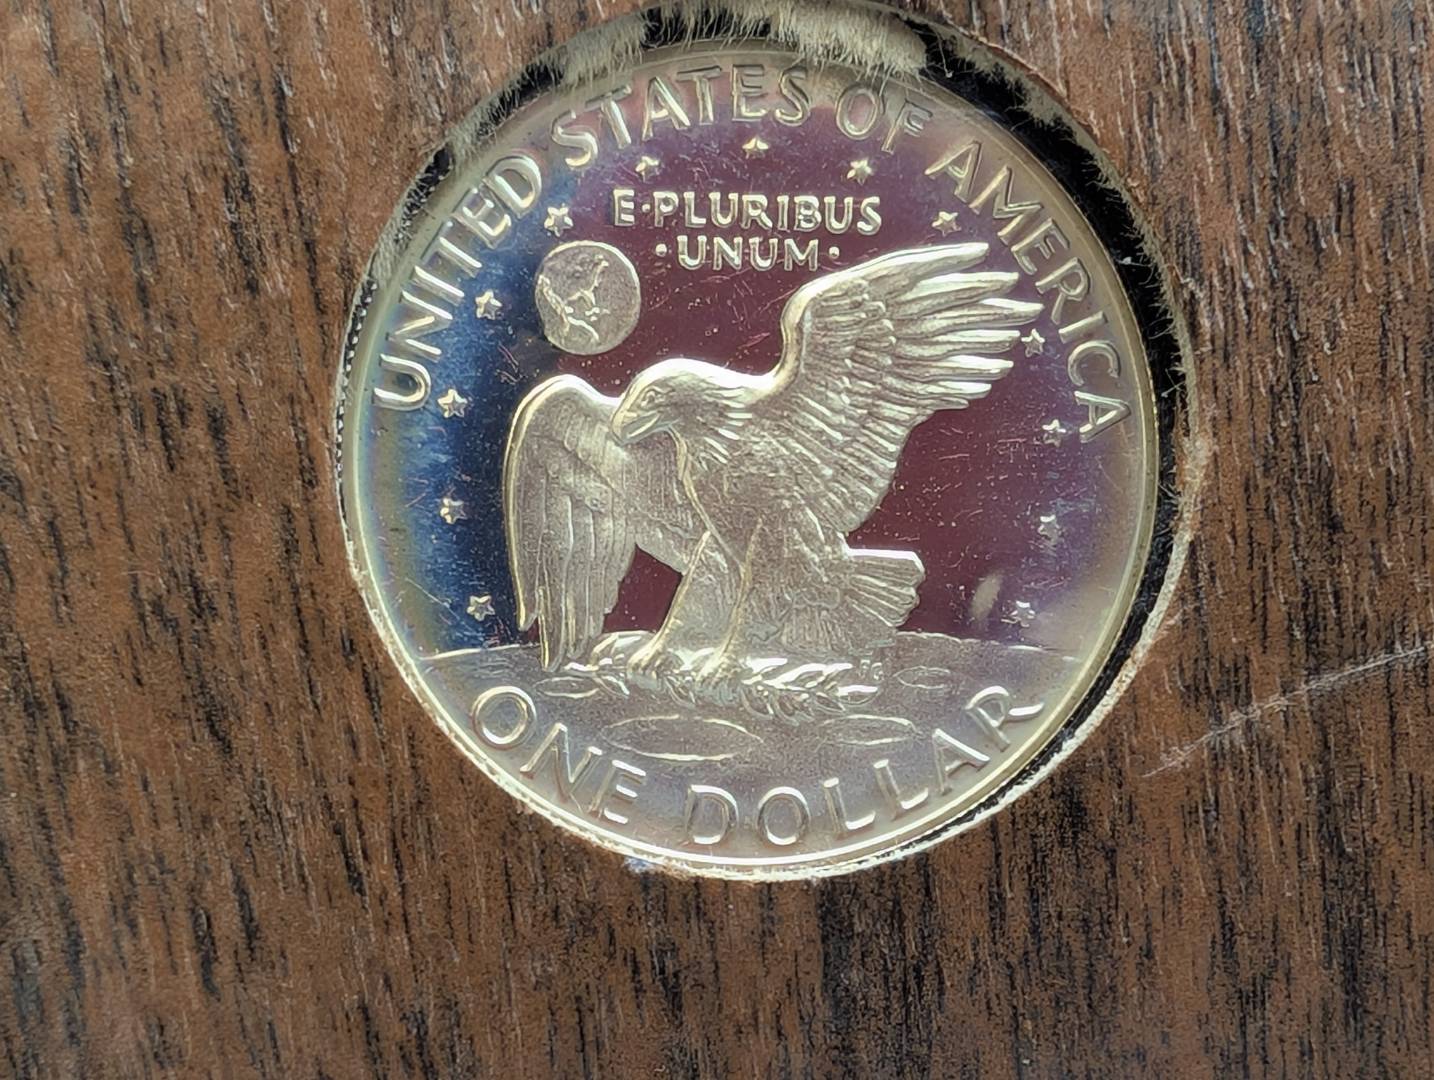 UNITED STATES OF AMERICA
E·PLURIBUS
·UNUM·
ONE DOLLAR